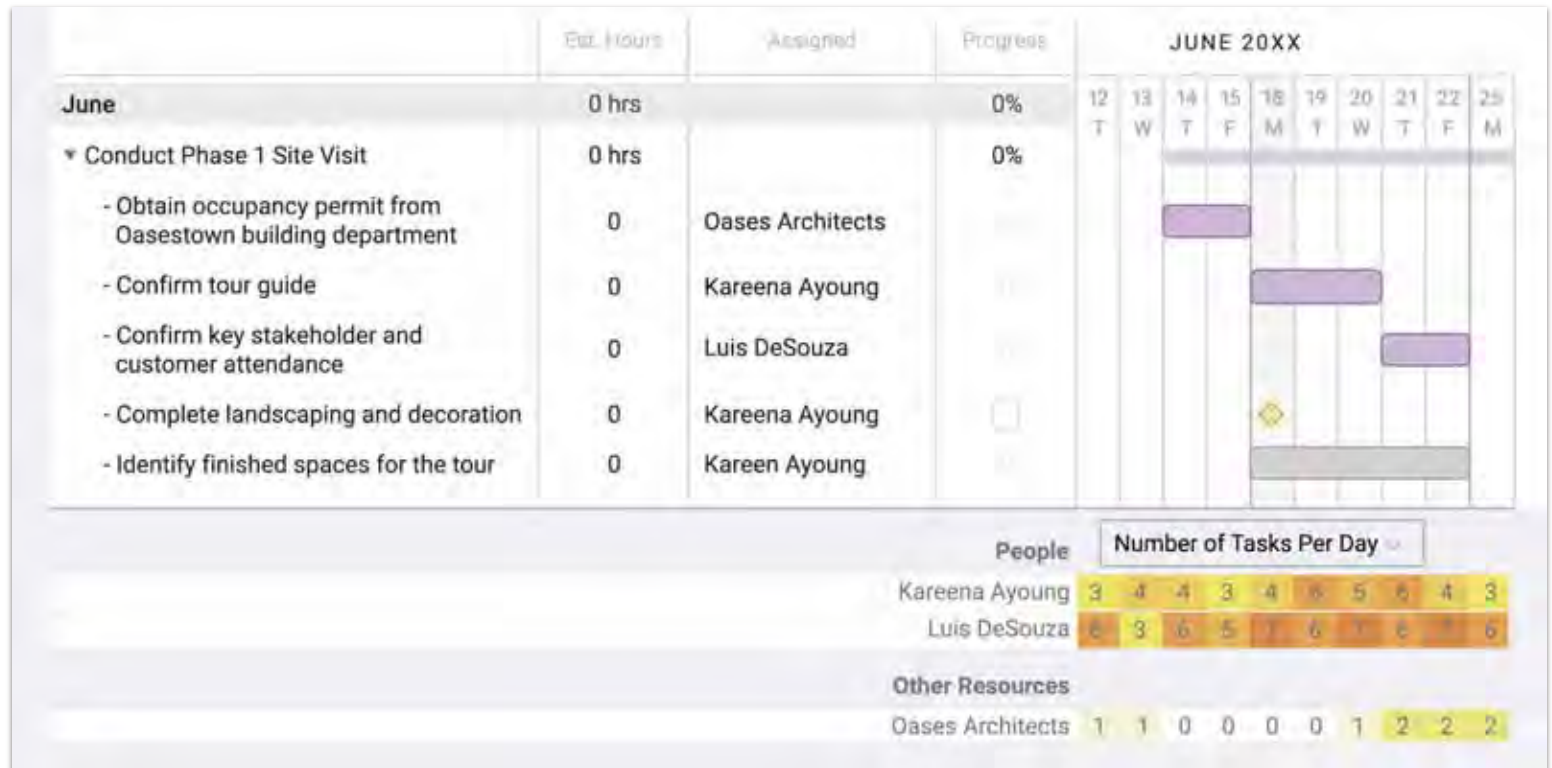 Est. Hours Assigned Progress JUNE 20XX
June 0 hrs 0% 12 13 14 15 18 19 20 21 22 25
T W T F M T W T F M
▾ Conduct Phase 1 Site Visit 0 hrs 0%
- Obtain occupancy permit from
Oasestown building department 0 Oases Architects
- Confirm tour guide 0 Kareena Ayoung
- Confirm key stakeholder and
customer attendance 0 Luis DeSouza
- Complete landscaping and decoration 0 Kareena Ayoung
- Identify finished spaces for the tour 0 Kareen Ayoung
People Number of Tasks Per Day
Kareena Ayoung 3 4 4 3 4 6 5 6 4 3
Luis DeSouza 3 6 5 6 6
Other Resources
Oases Architects 1 1 0 0 0 0 1 2 2 2